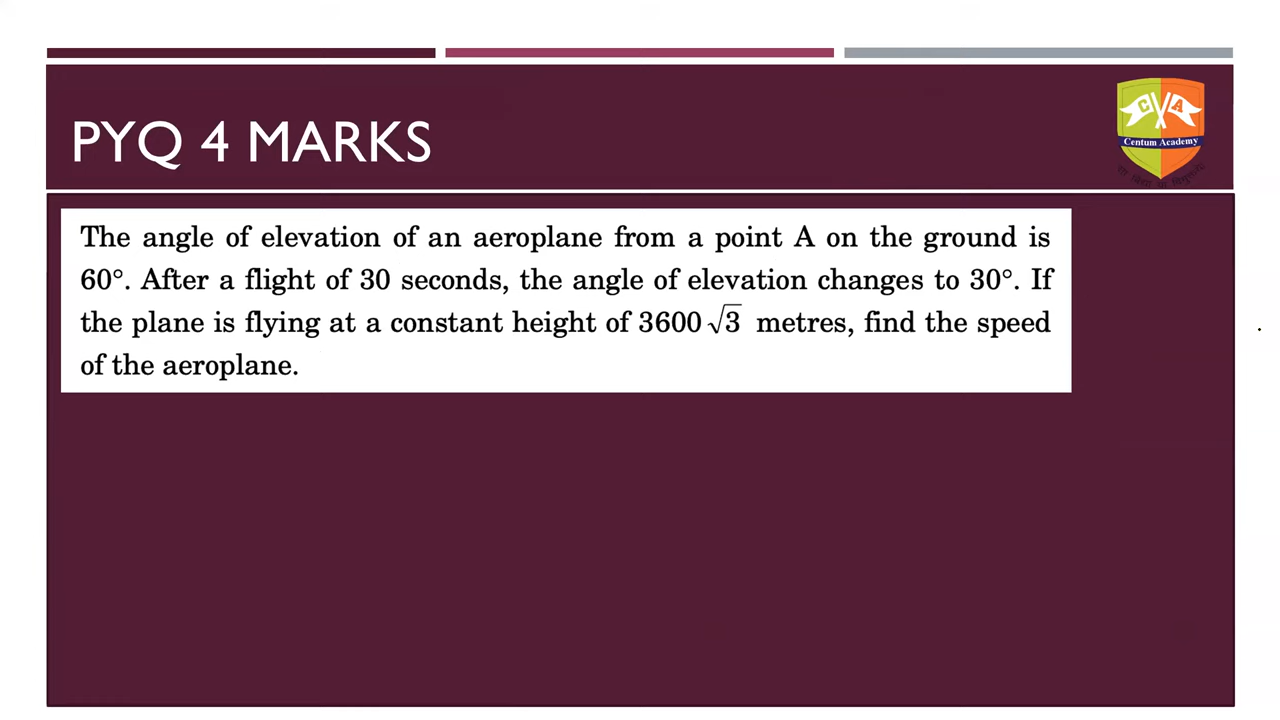 PYQ 4 MARKS
C A
Centum Academy
The angle of elevation of an aeroplane from a point A on the ground is
60°. After a flight of 30 seconds, the angle of elevation changes to 30°. If
the plane is flying at a constant height of 3600 √3 metres, find the speed
of the aeroplane.